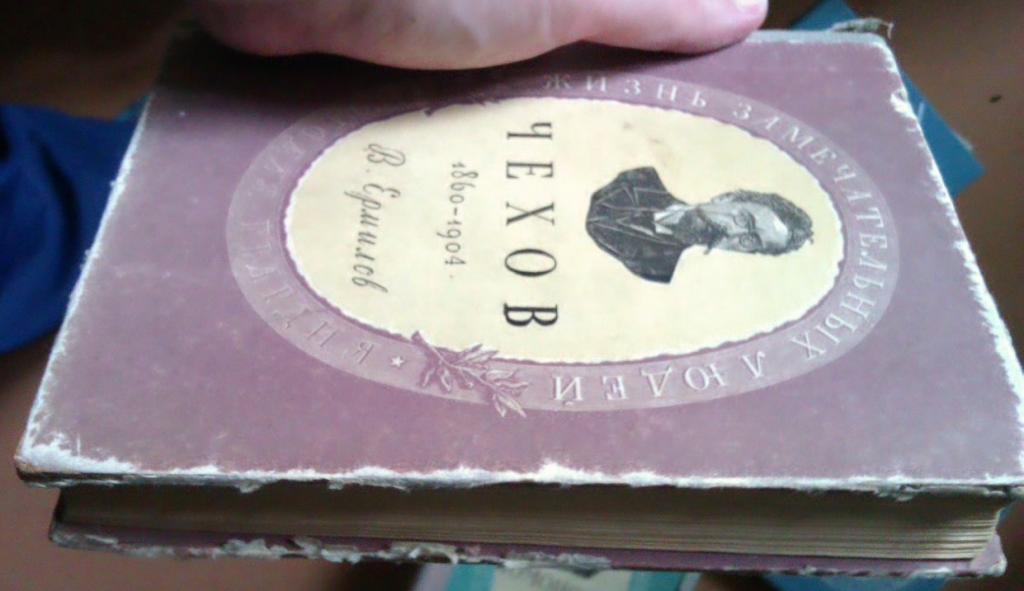 ЖИЗНЬ ЗАМЕЧАТЕЛЬНЫХ ЛЮДЕЙ
ЧЕХОВ
1860-1904.
В. Ермилов